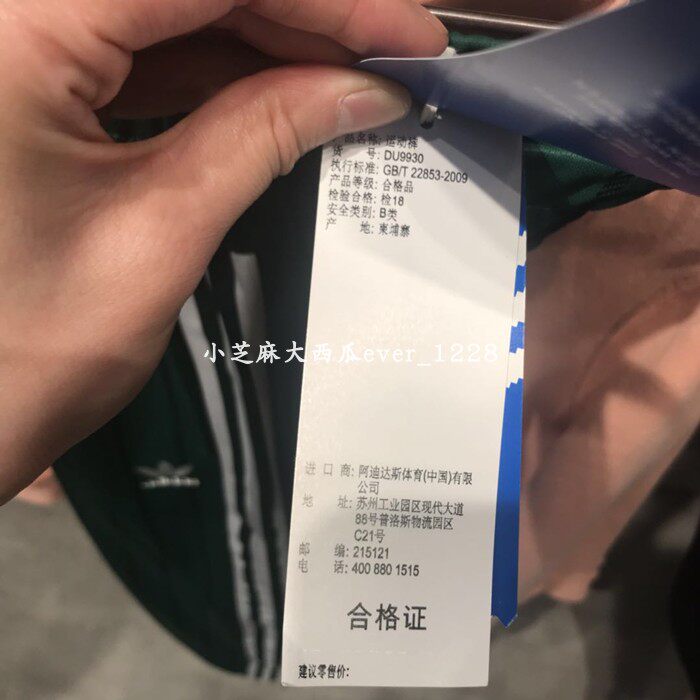 产品名称: 运动裤
货　号: DU9930
执行标准: GB/T 22853-2009
产品等级: 合格品
检验合格: 检18
安全类别: B类
产　地: 柬埔寨
小芝麻大西瓜ever_1228
进 口 商: 阿迪达斯体育(中国)有限
公司
地　址: 苏州工业园区现代大道
88号普洛斯物流园区
C21号
邮　编: 215121
电　话: 400 880 1515
合格证
建议零售价: